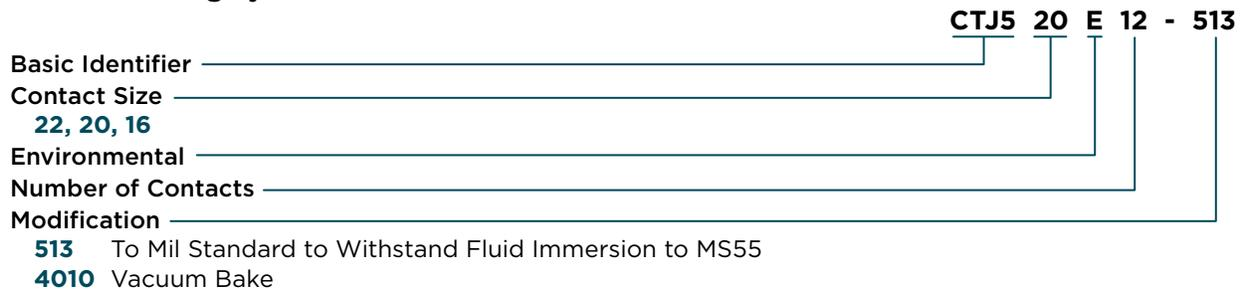 CTJ5 20 E 12 - 513
Basic Identifier
Contact Size
22, 20, 16
Environmental
Number of Contacts
Modification
513 To Mil Standard to Withstand Fluid Immersion to MS55
4010 Vacuum Bake